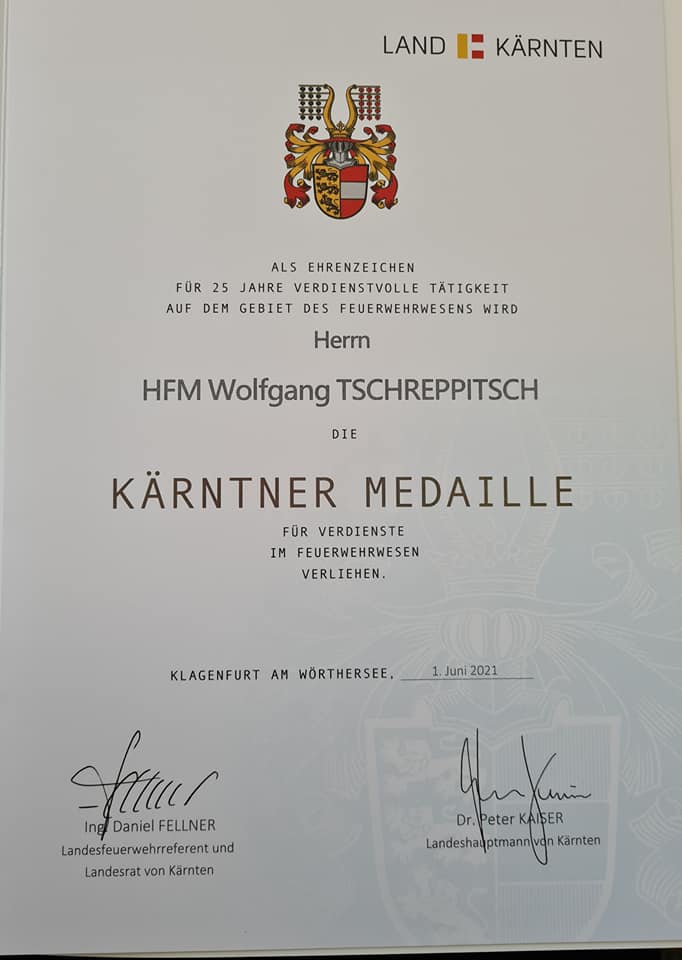 LAND KÄRNTEN
ALS EHRENZEICHEN
FÜR 25 JAHRE VERDIENSTVOLLE TÄTIGKEIT
AUF DEM GEBIET DES FEUERWEHRWESENS WIRD
Herrn
HFM Wolfgang TSCHREPPITSCH
DIE
KÄRNTNER MEDAILLE
FÜR VERDIENSTE
IM FEUERWEHRWESEN
VERLIEHEN.
KLAGENFURT AM WÖRTHERSEE, 1. Juni 2021
Ing. Daniel FELLNER
Landesfeuerwehrreferent und
Landesrat von Kärnten
Dr. Peter KAISER
Landeshauptmann von Kärnten